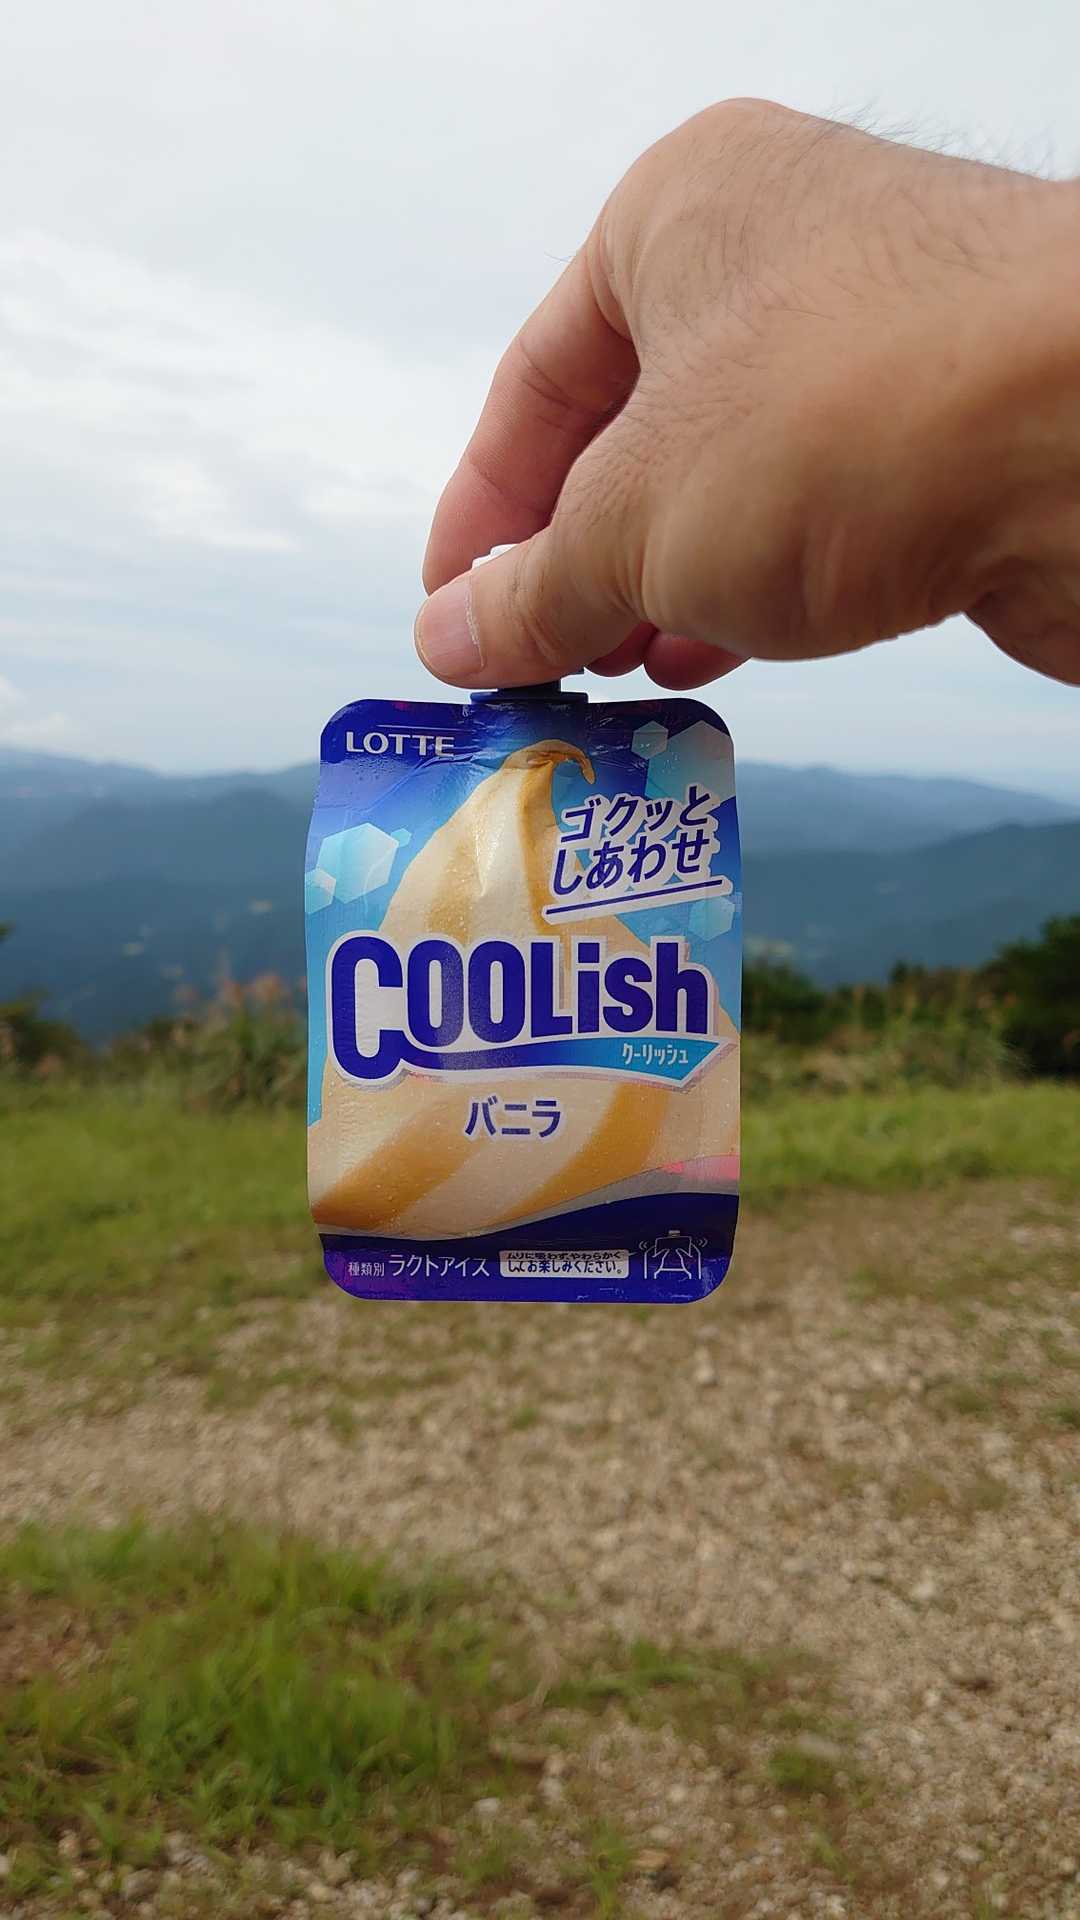 LOTTE
ゴクッと
しあわせ
COOLish
クーリッシュ
バニラ
種類別 ラクトアイス
ムリに吸わず、やわらかく
してお楽しみください。